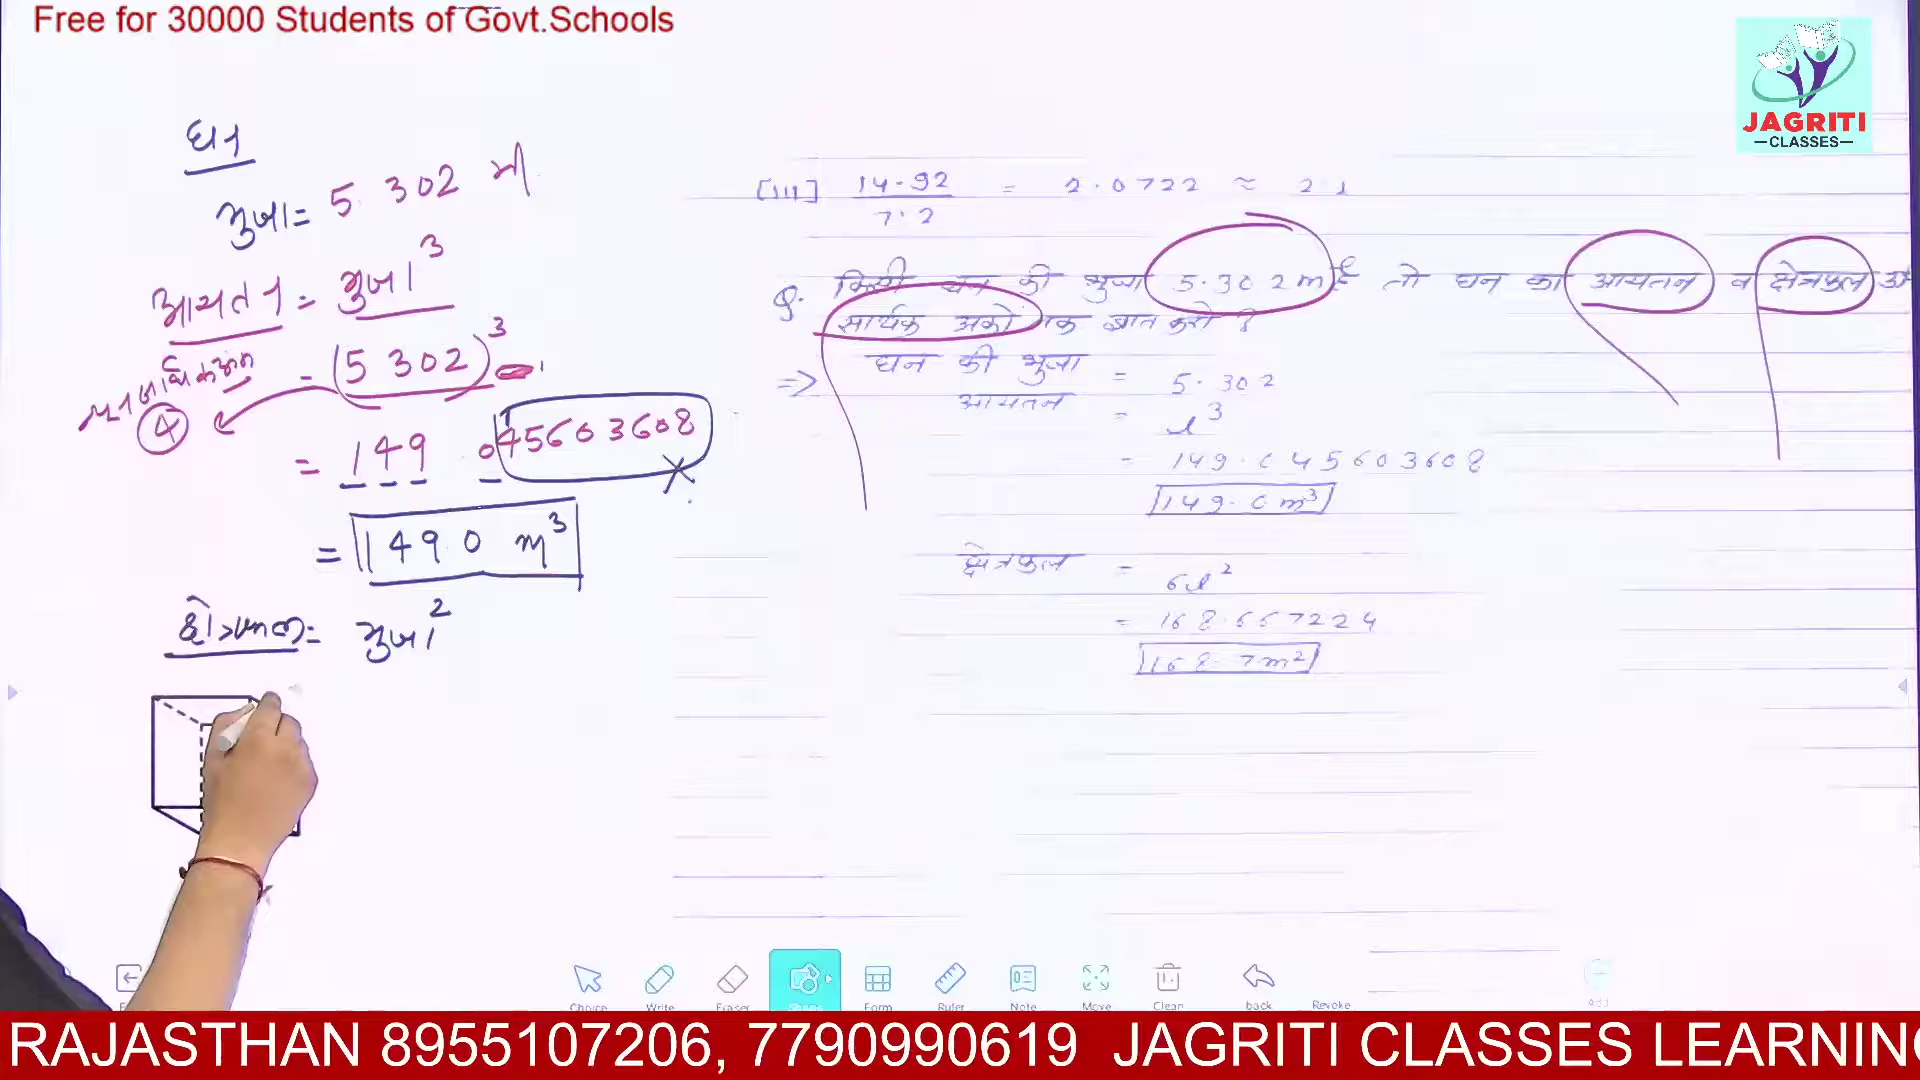 Free for 30000 Students of Govt.Schools
JAGRITI
CLASSES
घन
भुजा = 5.302 मी
आयतन = भुजा³
= (5.302)³
न्यून सार्थक अंक
4
= 149.045603608
= 149.0 m³
क्षेत्रफल = भुजा²
[III] 14.92 / 7.2 = 2.0722 ≈ 2.1
Q. किसी घन की भुजा 5.302m है तो घन का आयतन व क्षेत्रफल
सार्थक अंकों तक ज्ञात करो ?
=> घन की भुजा = 5.302
आयतन = l³
= 149.045603608
149.0 m³
क्षेत्रफल = 6l²
= 168.667224
168.7 m²
Choice Write Eraser Form Ruler Note Move Clean back Revoke
RAJASTHAN 8955107206, 7790990619 JAGRITI CLASSES LEARNIN